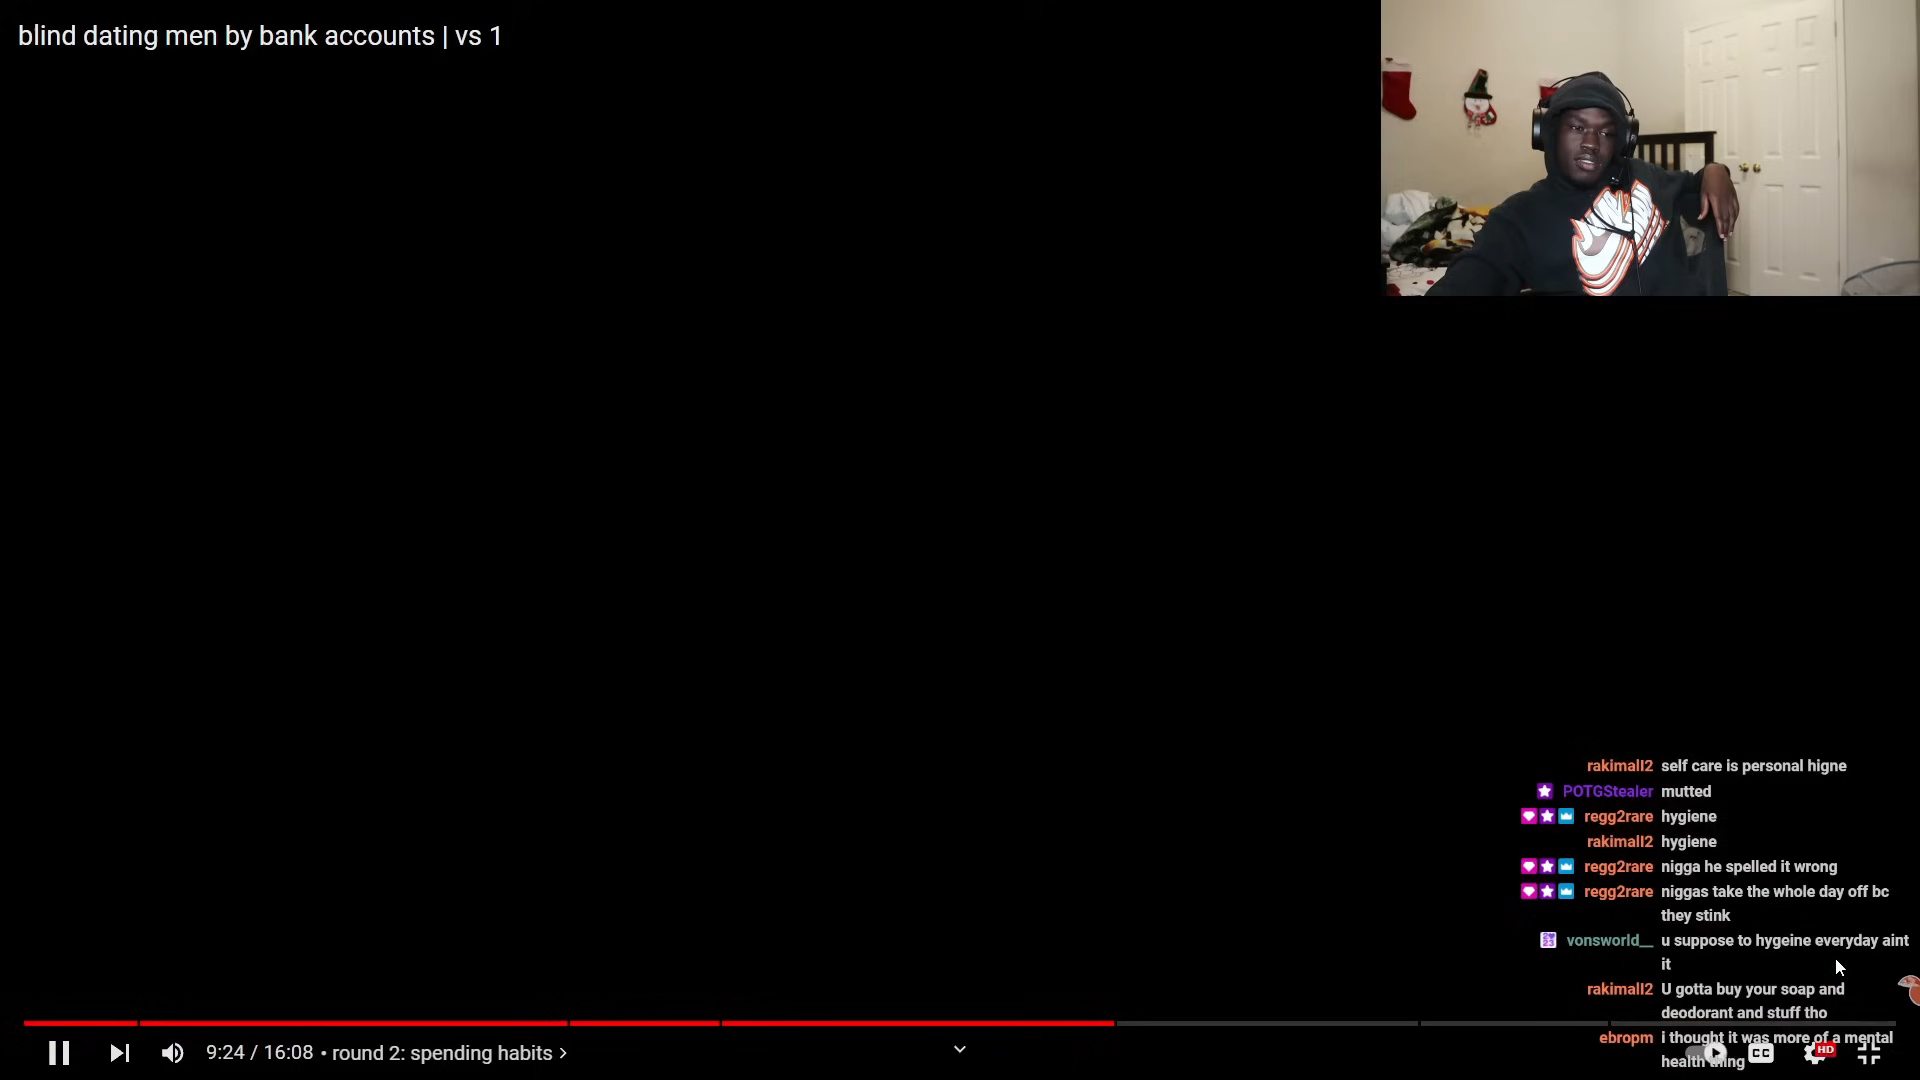 blind dating men by bank accounts | vs 1
rakimall2 self care is personal higne
POTGStealer mutted
regg2rare hygiene
rakimall2 hygiene
regg2rare nigga he spelled it wrong
regg2rare niggas take the whole day off bc
they stink
vonsworld__ u suppose to hygeine everyday aint
it
rakimall2 U gotta buy your soap and
deodorant and stuff tho
ebropm i thought it was more of a mental
health thing
9:24 / 16:08 • round 2: spending habits >
CC
HD